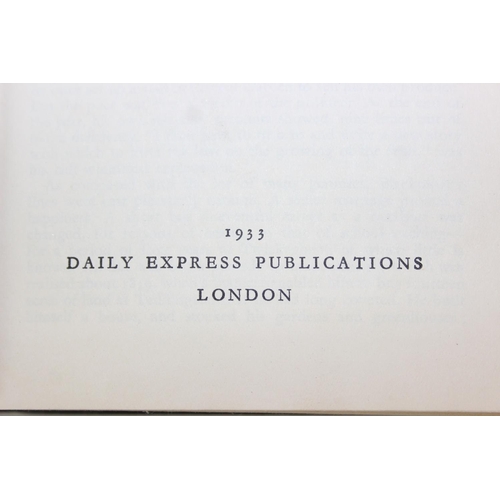 1933
DAILY EXPRESS PUBLICATIONS
LONDON